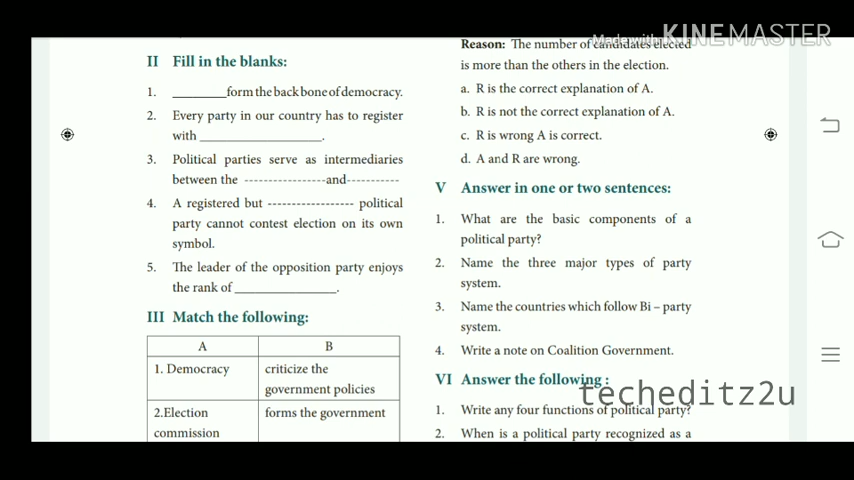 Made with KINEMASTER
II Fill in the blanks:
1. ________form the back bone of democracy.
2. Every party in our country has to register
with __________________.
3. Political parties serve as intermediaries
between the -----------------and-----------
4. A registered but ------------------ political
party cannot contest election on its own
symbol.
5. The leader of the opposition party enjoys
the rank of _______________.
III Match the following:
A B
1. Democracy criticize the
government policies
2.Election forms the government
commission
Reason: The number of candidates elected
is more than the others in the election.
a. R is the correct explanation of A.
b. R is not the correct explanation of A.
c. R is wrong A is correct.
d. A and R are wrong.
V Answer in one or two sentences:
1. What are the basic components of a
political party?
2. Name the three major types of party
system.
3. Name the countries which follow Bi – party
system.
4. Write a note on Coalition Government.
VI Answer the following :
1. Write any four functions of political party?
2. When is a political party recognized as a
techeditz2u